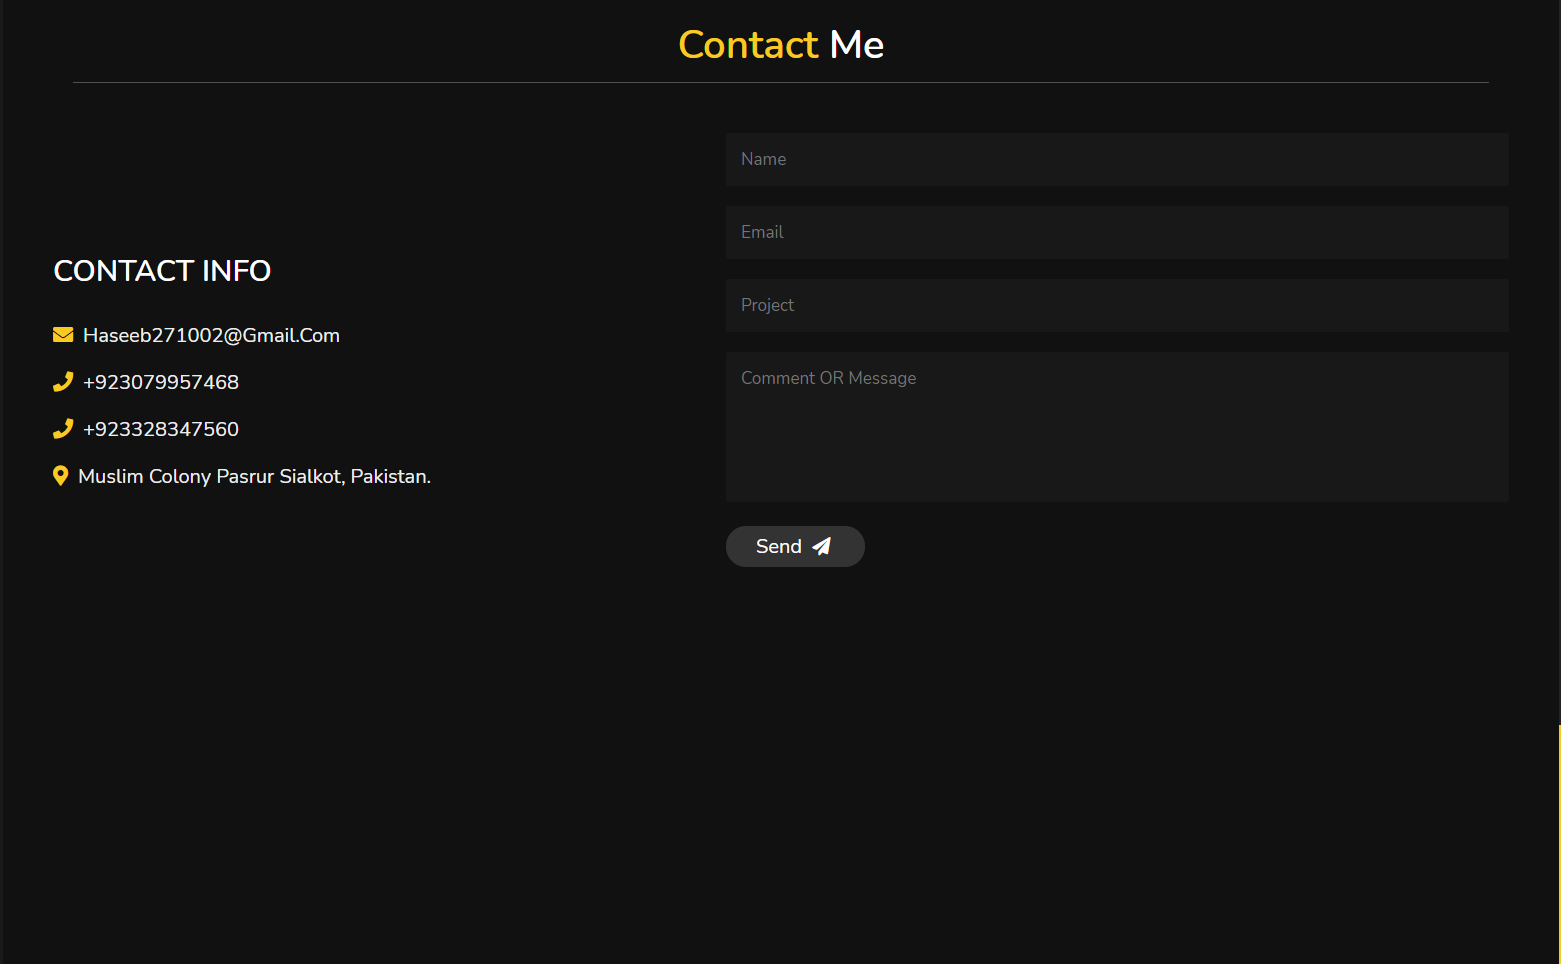 Contact Me
CONTACT INFO
Haseeb271002@Gmail.Com
+923079957468
+923328347560
Muslim Colony Pasrur Sialkot, Pakistan.
Name
Email
Project
Comment OR Message
Send